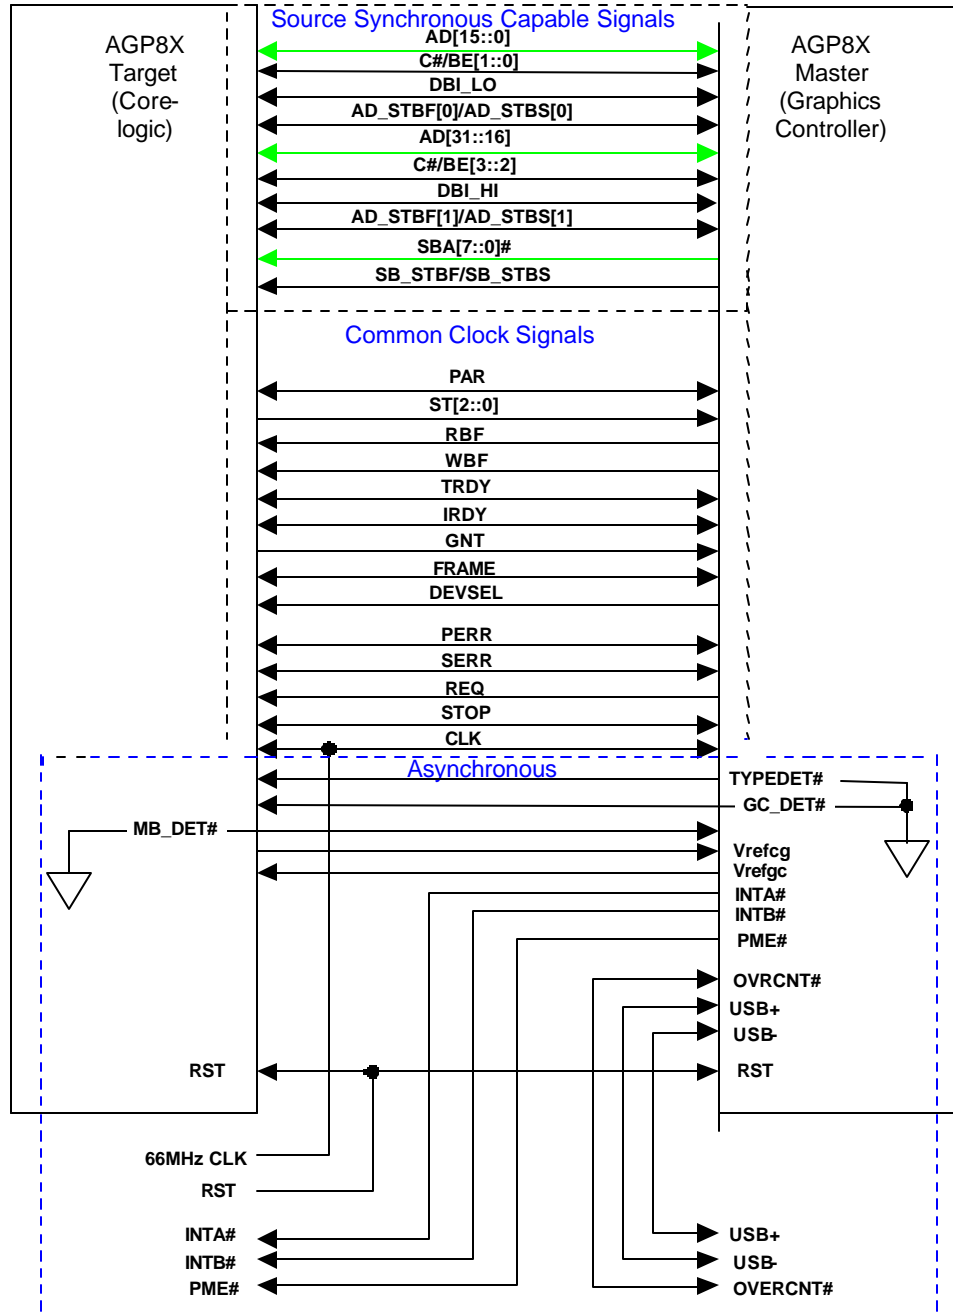 Source Synchronous Capable Signals
AGP8X
Target
(Core-
logic)
AGP8X
Master
(Graphics
Controller)
AD[15::0]
C#/BE[1::0]
DBI_LO
AD_STBF[0]/AD_STBS[0]
AD[31::16]
C#/BE[3::2]
DBI_HI
AD_STBF[1]/AD_STBS[1]
SBA[7::0]#
SB_STBF/SB_STBS
Common Clock Signals
PAR
ST[2::0]
RBF
WBF
TRDY
IRDY
GNT
FRAME
DEVSEL
PERR
SERR
REQ
STOP
CLK
Asynchronous
TYPEDET#
GC_DET#
MB_DET#
Vrefcg
Vrefgc
INTA#
INTB#
PME#
OVRCNT#
USB+
USB-
RST
RST
66MHz CLK
RST
INTA#
USB+
INTB#
USB-
PME#
OVERCNT#